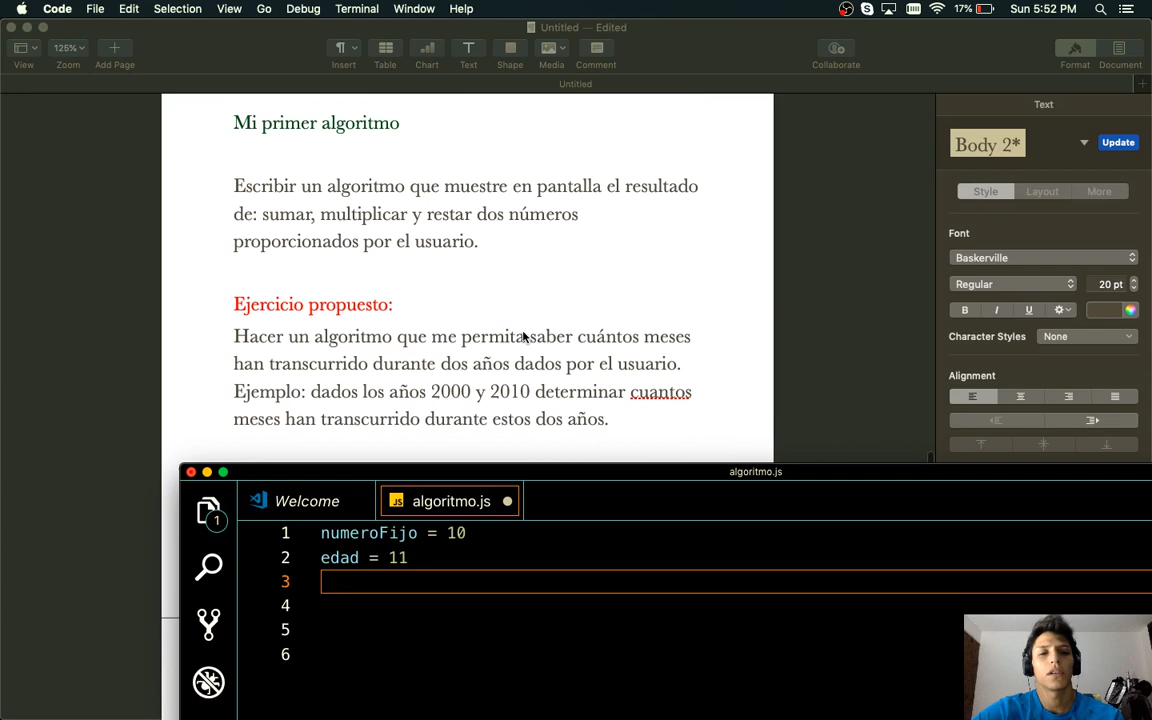 Code File Edit Selection View Go Debug Terminal Window Help 17% Sun 5:52 PM
Untitled — Edited
125%
View Zoom Add Page Insert Table Chart Text Shape Media Comment Collaborate Format Document
Untitled
Text
Body 2* Update
Style Layout More
Font
Baskerville
Regular 20 pt
B I U
Character Styles None
Alignment
Mi primer algoritmo
Escribir un algoritmo que muestre en pantalla el resultado
de: sumar, multiplicar y restar dos números
proporcionados por el usuario.
Ejercicio propuesto:
Hacer un algoritmo que me permita saber cuántos meses
han transcurrido durante dos años dados por el usuario.
Ejemplo: dados los años 2000 y 2010 determinar cuantos
meses han transcurrido durante estos dos años.
algoritmo.js
1
Welcome JS algoritmo.js
1 numeroFijo = 10
2 edad = 11
3
4
5
6